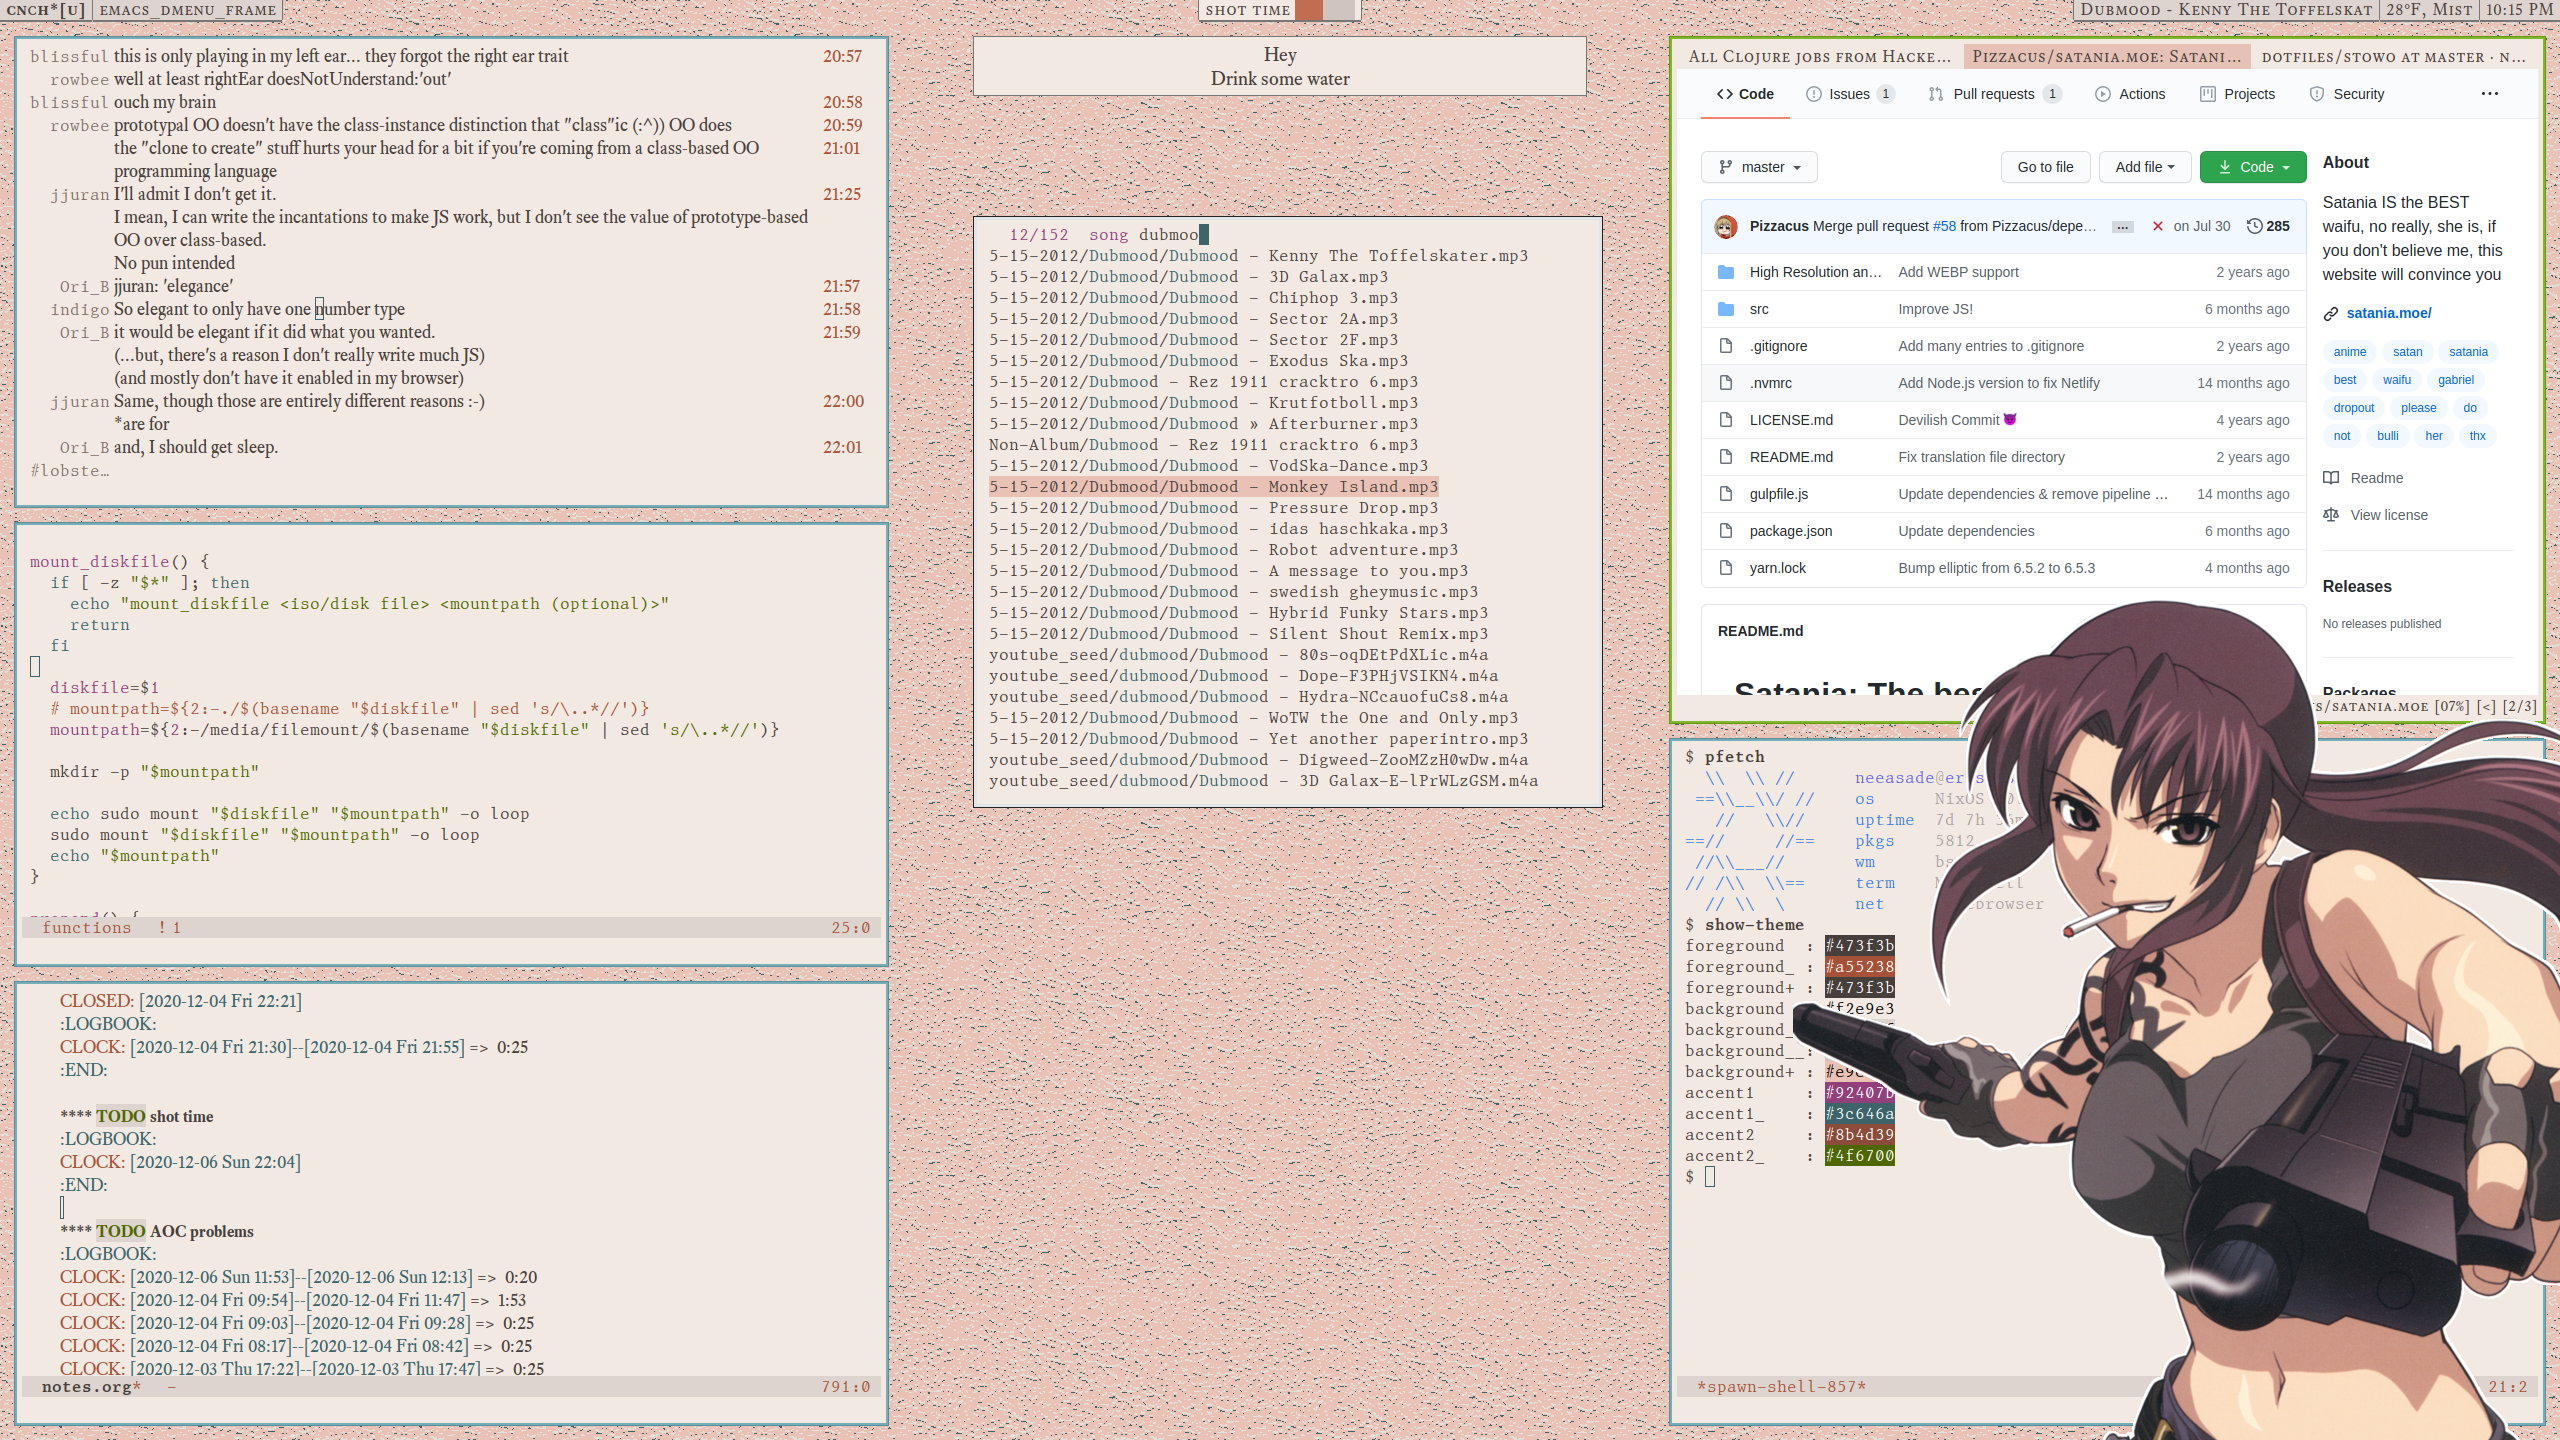 CNCH*[U] EMACS_DMENU_FRAME
SHOT TIME
DUBMOOD - KENNY THE TOFFELSKAT 28°F, MIST 10:15 PM
blissful this is only playing in my left ear... they forgot the right ear trait 20:57
rowbee well at least rightEar doesNotUnderstand:'out'
blissful ouch my brain 20:58
rowbee prototypal OO doesn't have the class-instance distinction that "class"ic (:^)) OO does 20:59
the "clone to create" stuff hurts your head for a bit if you're coming from a class-based OO 21:01
programming language
jjuran I'll admit I don't get it. 21:25
I mean, I can write the incantations to make JS work, but I don't see the value of prototype-based
OO over class-based.
No pun intended
Ori_B jjuran: 'elegance' 21:57
indigo So elegant to only have one number type 21:58
Ori_B it would be elegant if it did what you wanted. 21:59
(...but, there's a reason I don't really write much JS)
(and mostly don't have it enabled in my browser)
jjuran Same, though those are entirely different reasons :-) 22:00
*are for
Ori_B and, I should get sleep. 22:01
#lobste…
mount_diskfile() {
if [ -z "$*" ]; then
echo "mount_diskfile <iso/disk file> <mountpath (optional)>"
return
fi
diskfile=$1
# mountpath=${2:-./$(basename "$diskfile" | sed 's/\..*//')}
mountpath=${2:-/media/filemount/$(basename "$diskfile" | sed 's/\..*//')}
mkdir -p "$mountpath"
echo sudo mount "$diskfile" "$mountpath" -o loop
sudo mount "$diskfile" "$mountpath" -o loop
echo "$mountpath"
}
functions !1 25:0
CLOSED: [2020-12-04 Fri 22:21]
:LOGBOOK:
CLOCK: [2020-12-04 Fri 21:30]--[2020-12-04 Fri 21:55] => 0:25
:END:
**** TODO shot time
:LOGBOOK:
CLOCK: [2020-12-06 Sun 22:04]
:END:
**** TODO AOC problems
:LOGBOOK:
CLOCK: [2020-12-06 Sun 11:53]--[2020-12-06 Sun 12:13] => 0:20
CLOCK: [2020-12-04 Fri 09:54]--[2020-12-04 Fri 11:47] => 1:53
CLOCK: [2020-12-04 Fri 09:03]--[2020-12-04 Fri 09:28] => 0:25
CLOCK: [2020-12-04 Fri 08:17]--[2020-12-04 Fri 08:42] => 0:25
CLOCK: [2020-12-03 Thu 17:22]--[2020-12-03 Thu 17:47] => 0:25
notes.org* - 791:0
Hey
Drink some water
12/152 song dubmoo
5-15-2012/Dubmood/Dubmood - Kenny The Toffelskater.mp3
5-15-2012/Dubmood/Dubmood - 3D Galax.mp3
5-15-2012/Dubmood/Dubmood - Chiphop 3.mp3
5-15-2012/Dubmood/Dubmood - Sector 2A.mp3
5-15-2012/Dubmood/Dubmood - Sector 2F.mp3
5-15-2012/Dubmood/Dubmood - Exodus Ska.mp3
5-15-2012/Dubmood - Rez 1911 cracktro 6.mp3
5-15-2012/Dubmood/Dubmood - Krutfotboll.mp3
5-15-2012/Dubmood/Dubmood » Afterburner.mp3
Non-Album/Dubmood - Rez 1911 cracktro 6.mp3
5-15-2012/Dubmood/Dubmood - VodSka-Dance.mp3
5-15-2012/Dubmood/Dubmood - Monkey Island.mp3
5-15-2012/Dubmood/Dubmood - Pressure Drop.mp3
5-15-2012/Dubmood/Dubmood - idas haschkaka.mp3
5-15-2012/Dubmood/Dubmood - Robot adventure.mp3
5-15-2012/Dubmood/Dubmood - A message to you.mp3
5-15-2012/Dubmood/Dubmood - swedish gheymusic.mp3
5-15-2012/Dubmood/Dubmood - Hybrid Funky Stars.mp3
5-15-2012/Dubmood/Dubmood - Silent Shout Remix.mp3
youtube_seed/dubmood/Dubmood - 80s-oqDEtPdXLic.m4a
youtube_seed/dubmood/Dubmood - Dope-F3PHjVSIKN4.m4a
youtube_seed/dubmood/Dubmood - Hydra-NCcauofuCs8.m4a
5-15-2012/Dubmood/Dubmood - WoTW the One and Only.mp3
5-15-2012/Dubmood/Dubmood - Yet another paperintro.mp3
youtube_seed/dubmood/Dubmood - Digweed-ZooMZzH0wDw.m4a
youtube_seed/dubmood/Dubmood - 3D Galax-E-lPrWLzGSM.m4a
ALL CLOJURE JOBS FROM HACKE... PIZZACUS/SATANIA.MOE: SATANI... DOTFILES/STOWO AT MASTER · N...
Code Issues 1 Pull requests 1 Actions Projects Security ...
master Go to file Add file Code
Pizzacus Merge pull request #58 from Pizzacus/depe… ... on Jul 30 285
High Resolution an… Add WEBP support 2 years ago
src Improve JS! 6 months ago
.gitignore Add many entries to .gitignore 2 years ago
.nvmrc Add Node.js version to fix Netlify 14 months ago
LICENSE.md Devilish Commit 😈 4 years ago
README.md Fix translation file directory 2 years ago
gulpfile.js Update dependencies & remove pipeline … 14 months ago
package.json Update dependencies 6 months ago
yarn.lock Bump elliptic from 6.5.2 to 6.5.3 4 months ago
README.md
Satania: The bes
About
Satania IS the BEST
waifu, no really, she is, if
you don't believe me, this
website will convince you
satania.moe/
anime satan satania
best waifu gabriel
dropout please do
not bulli her thx
Readme
View license
Releases
No releases published
Packages
S/SATANIA.MOE [07%] [<] [2/3]
$ pfetch
\\ \\ // neeasade@er
==\\__\\/ // os NixOS
// \\// uptime 7d 7h 36m
==// //== pkgs 5812
//\\___// wm bs
// /\\ \\== term
// \\ \ net browser
$ show-theme
foreground : #473f3b
foreground_ : #a55238
foreground+ : #473f3b
background #f2e9e3
background_
background__:
background+ : #e9
accent1 : #92407b
accent1_ : #3c646a
accent2 : #8b4d39
accent2_ : #4f6700
$
*spawn-shell-857* 21:2